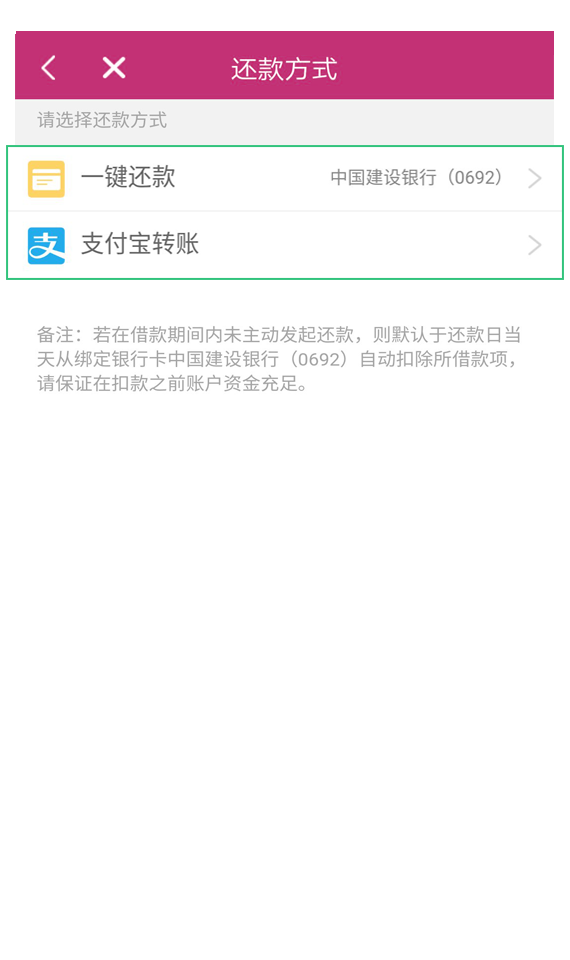 还款方式
请选择还款方式
一键还款 中国建设银行（0692）
支付宝转账
备注：若在借款期间内未主动发起还款，则默认于还款日当
天从绑定银行卡中国建设银行（0692）自动扣除所借款项，
请保证在扣款之前账户资金充足。